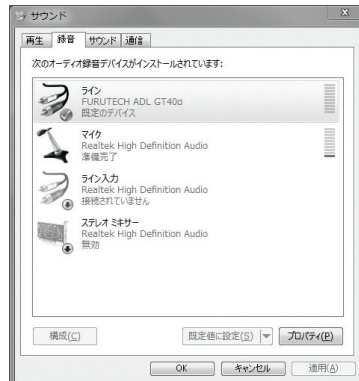 サウンド
再生 録音 サウンド 通信
次のオーディオ録音デバイスがインストールされています:
ライン
FURUTECH ADL GT40α
既定のデバイス
マイク
Realtek High Definition Audio
準備完了
ライン入力
Realtek High Definition Audio
接続されていません
ステレオ ミキサー
Realtek High Definition Audio
無効
構成(C) 既定値に設定(S) プロパティ(P)
OK キャンセル 適用(A)